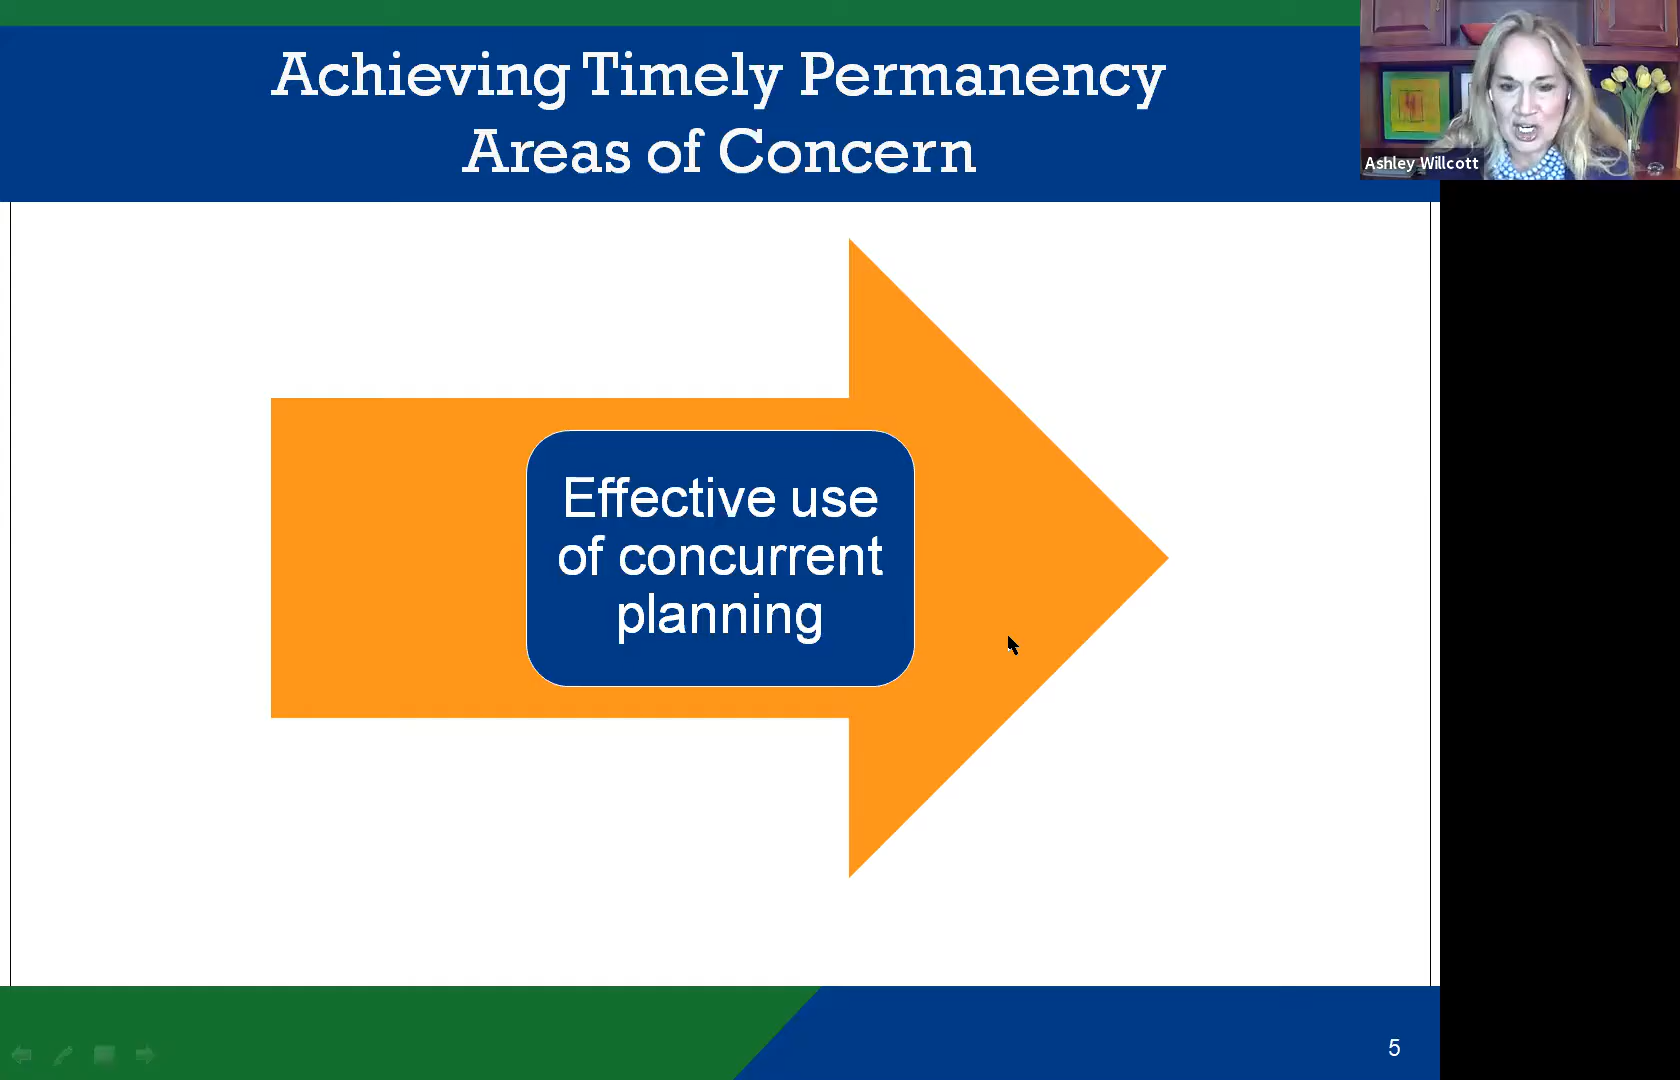 Achieving Timely Permanency
Areas of Concern
Ashley Willcott
Effective use
of concurrent
planning
5